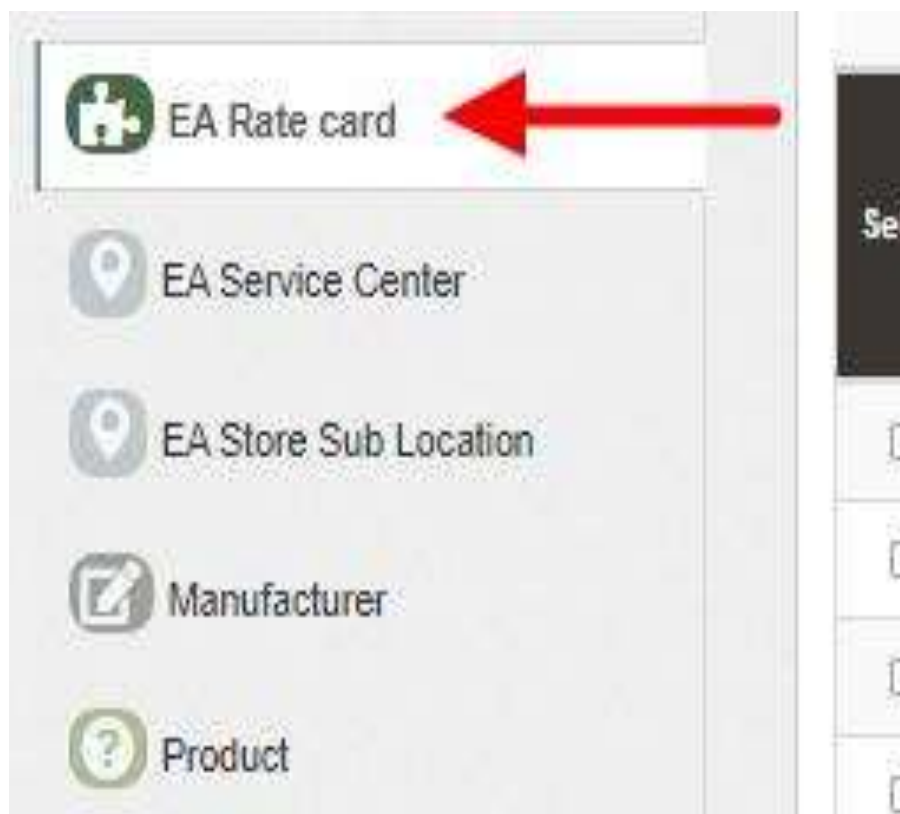 EA Rate card
EA Service Center
EA Store Sub Location
Manufacturer
Product